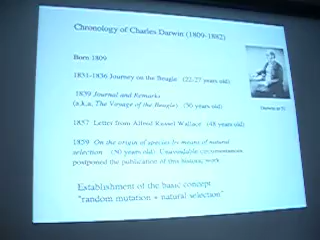 Chronology of Charles Darwin (1809-1882)
Born 1809
1831-1836 Journey on the Beagle (22-27 years old)
1839 Journal and Remarks
(a.k.a, The Voyage of the Beagle) (30 years old)
1857 Letter from Alfred Russel Wallace (48 years old)
1859 On the origin of species by means of natural
selection (50 years old) Unavoidable circumstances
postponed the publication of this historic work
Establishment of the basic concept
"random mutation + natural selection"